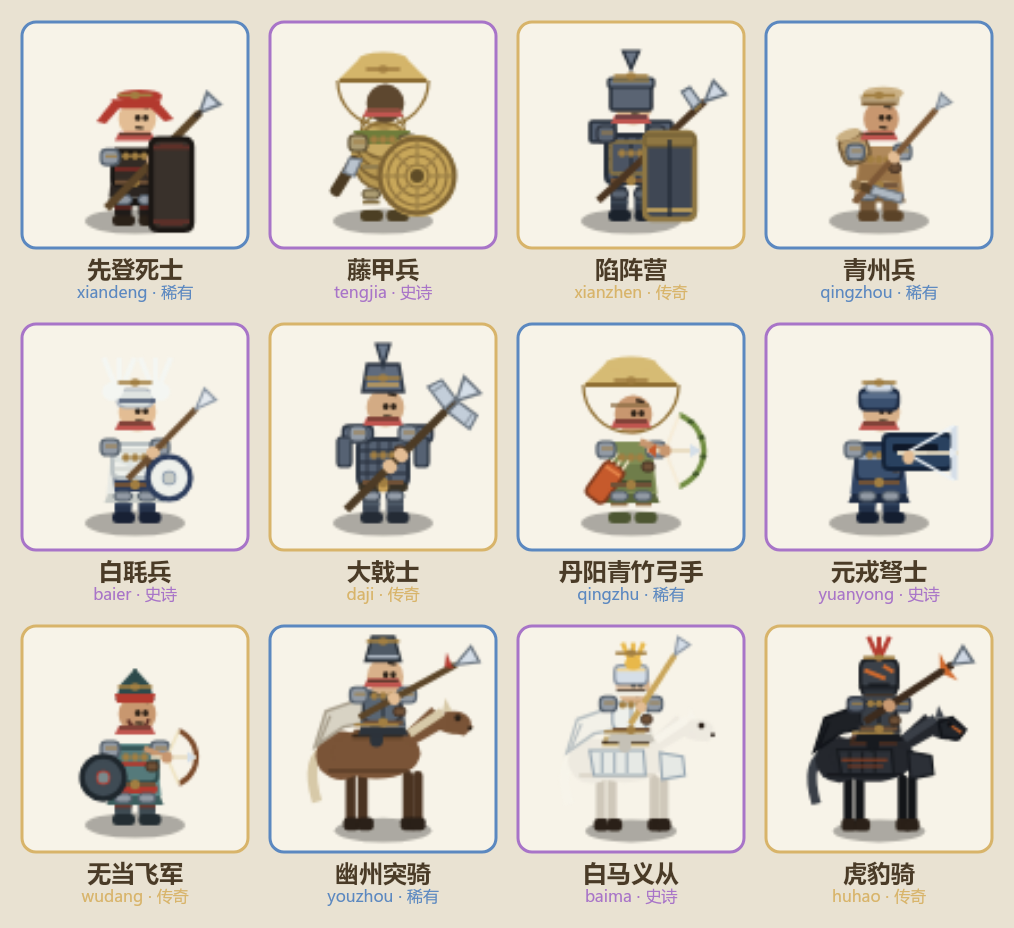 先登死士
xiandeng · 稀有
藤甲兵
tengjia · 史诗
陷阵营
xianzhen · 传奇
青州兵
qingzhou · 稀有
白毦兵
baier · 史诗
大戟士
daji · 传奇
丹阳青竹弓手
qingzhu · 稀有
元戎弩士
yuanyong · 史诗
无当飞军
wudang · 传奇
幽州突骑
youzhou · 稀有
白马义从
baima · 史诗
虎豹骑
huhao · 传奇